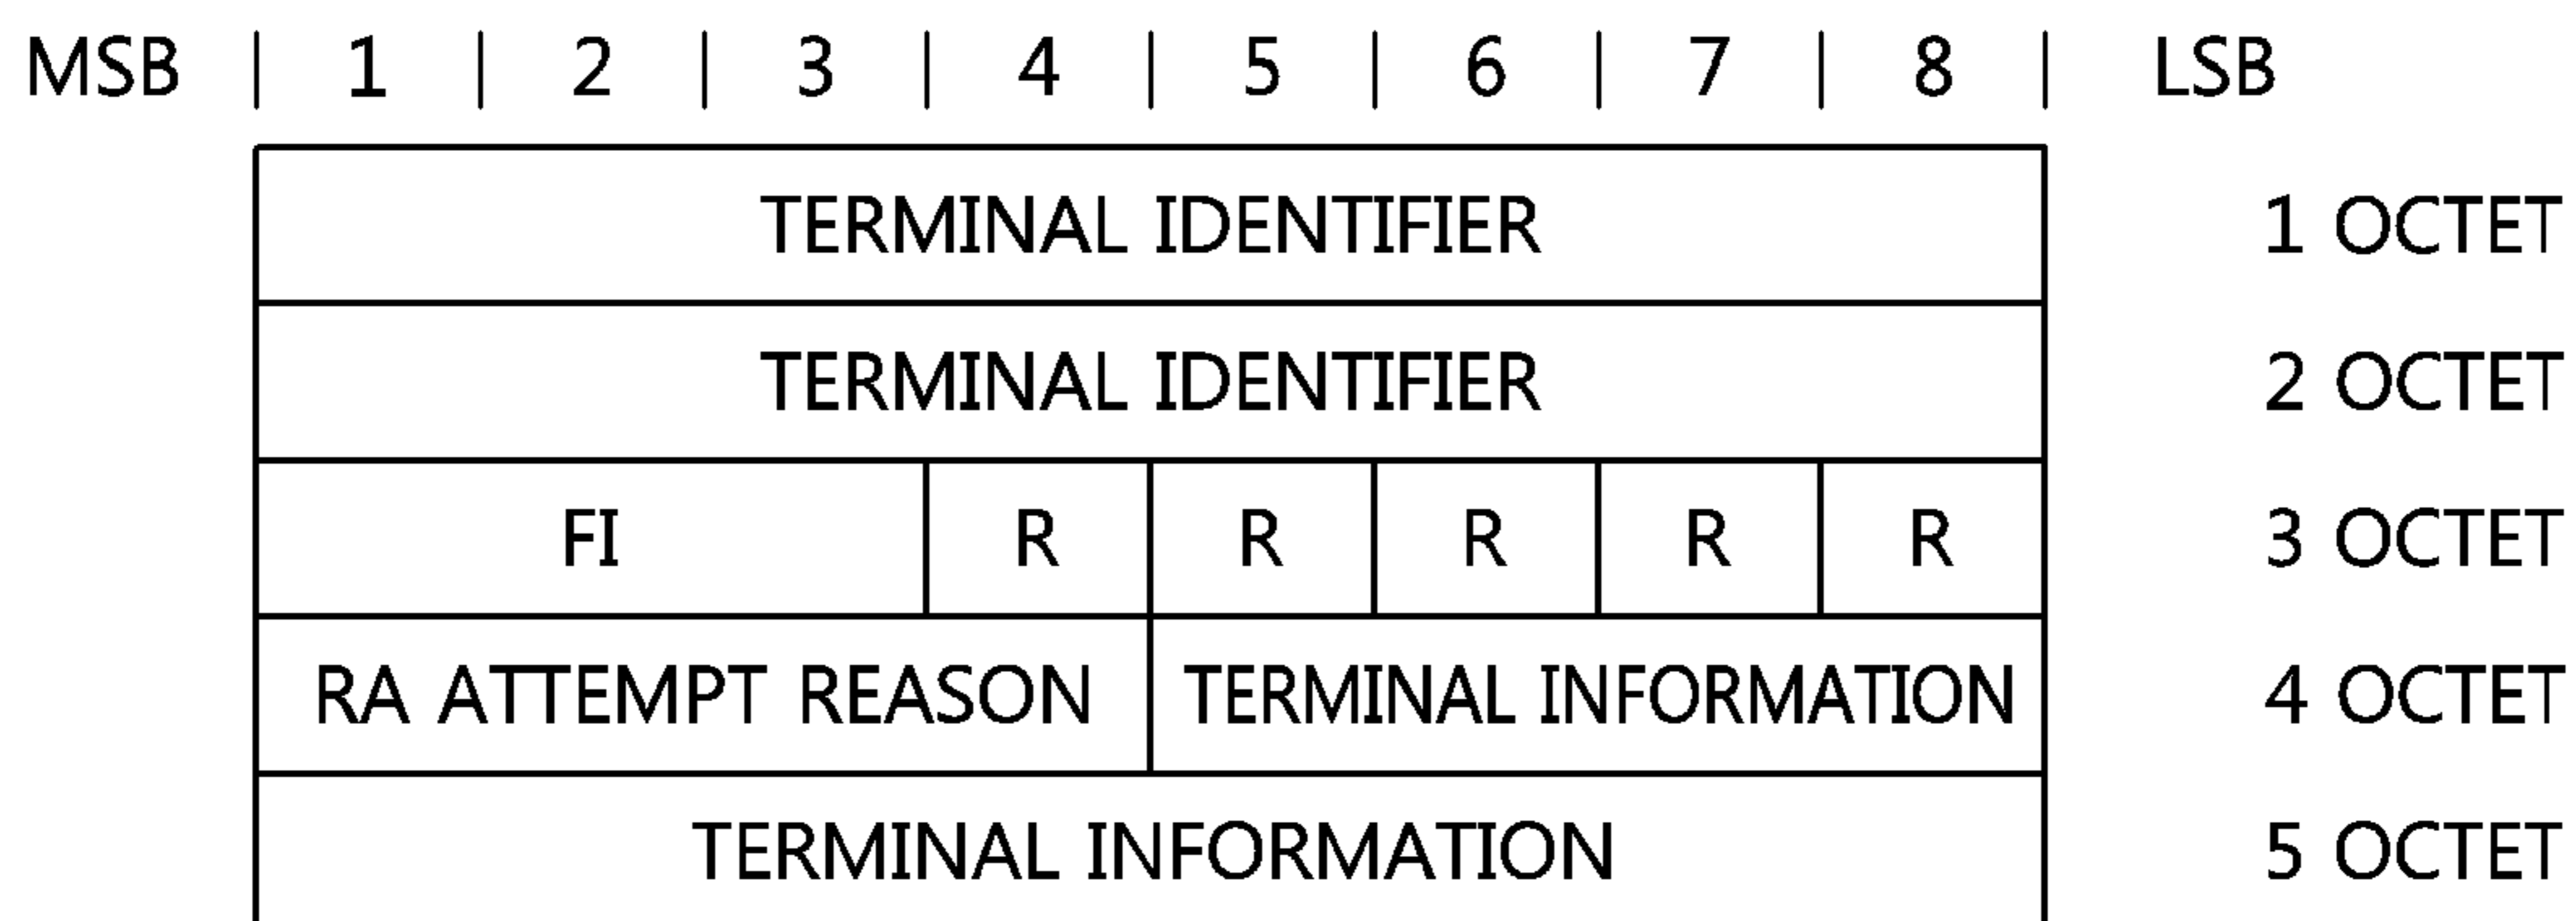 MSB | 1 | 2 | 3 | 4 | 5 | 6 | 7 | 8 | LSB
TERMINAL IDENTIFIER 1 OCTET
TERMINAL IDENTIFIER 2 OCTET
FI R R R R R 3 OCTET
RA ATTEMPT REASON TERMINAL INFORMATION 4 OCTET
TERMINAL INFORMATION 5 OCTET